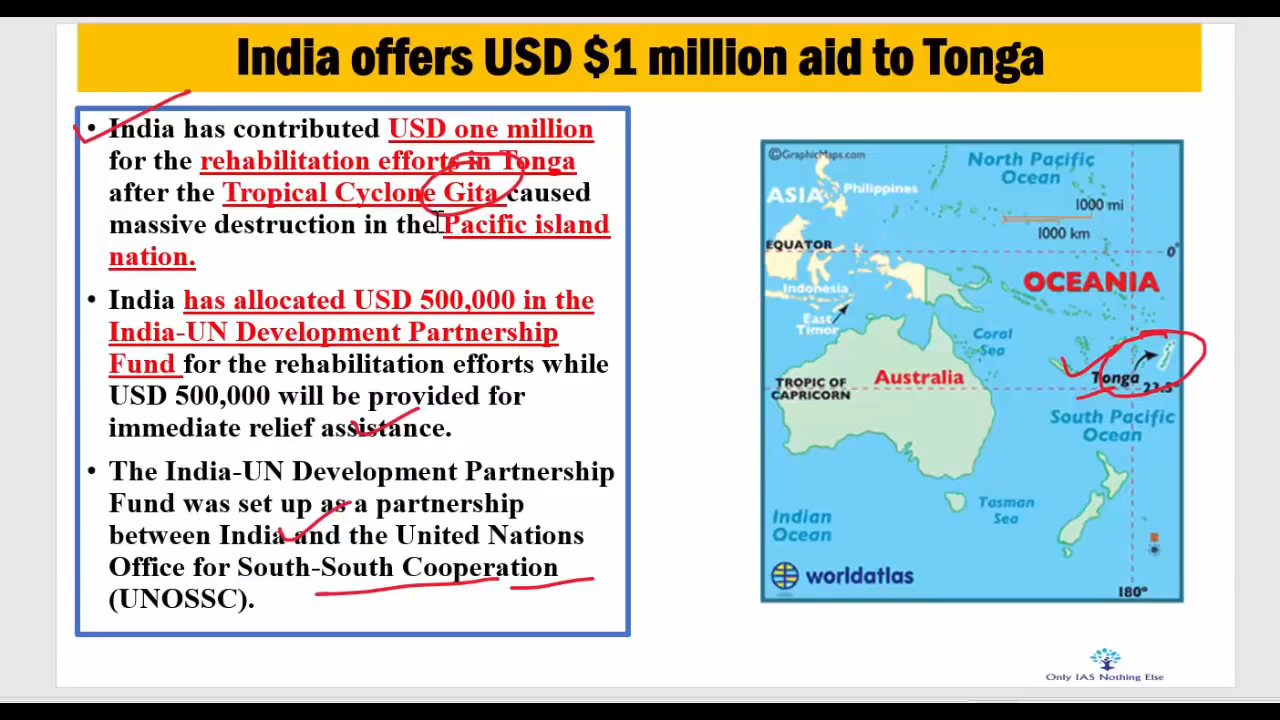 India offers USD $1 million aid to Tonga
• India has contributed USD one million
for the rehabilitation efforts in Tonga
after the Tropical Cyclone Gita caused
massive destruction in the Pacific island
nation.
• India has allocated USD 500,000 in the
India-UN Development Partnership
Fund for the rehabilitation efforts while
USD 500,000 will be provided for
immediate relief assistance.
• The India-UN Development Partnership
Fund was set up as a partnership
between India and the United Nations
Office for South-South Cooperation
(UNOSSC).
©GraphicMaps.com
North Pacific
Ocean
ASIA
Philippines
1000 mi
1000 km
EQUATOR
0°
OCEANIA
Indonesia
East
Timor
Coral
Sea
Tonga
Australia
TROPIC OF
CAPRICORN
23.5°
South Pacific
Ocean
Tasman
Sea
Indian
Ocean
worldatlas
180°
Only IAS Nothing Else